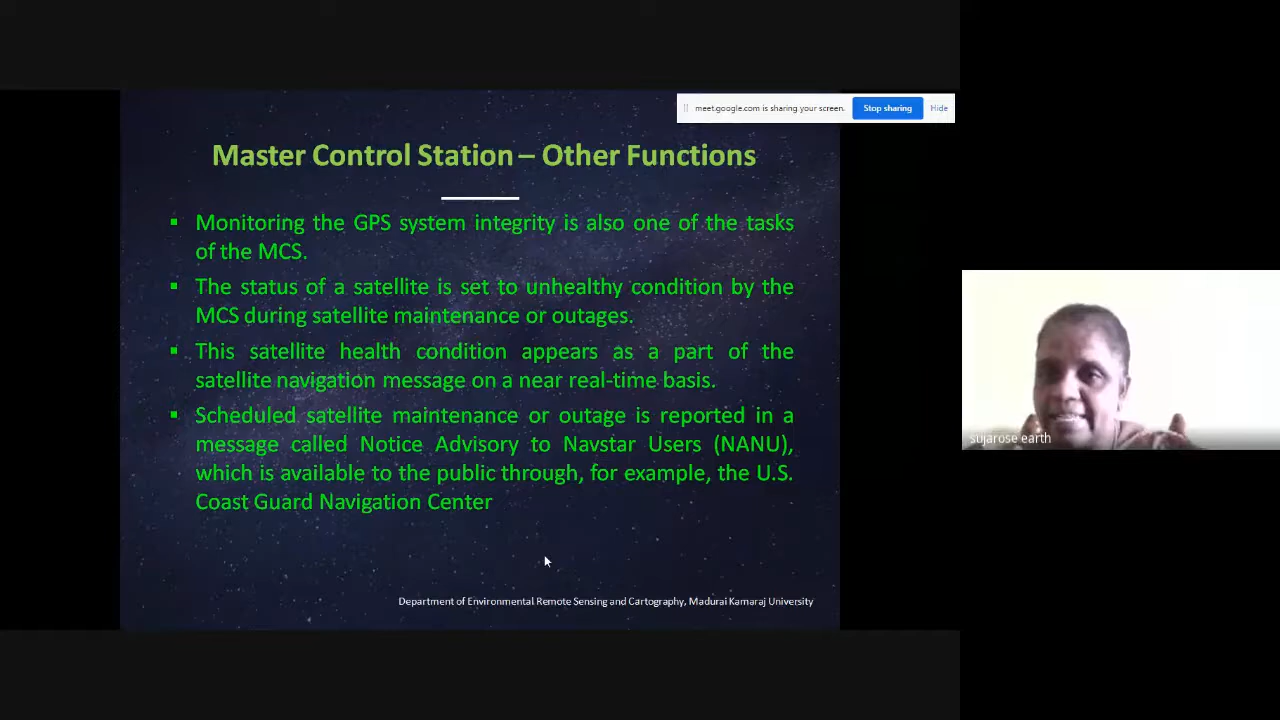 meet.google.com is sharing your screen.
Stop sharing
Hide
Master Control Station – Other Functions
▪ Monitoring the GPS system integrity is also one of the tasks
of the MCS.
▪ The status of a satellite is set to unhealthy condition by the
MCS during satellite maintenance or outages.
▪ This satellite health condition appears as a part of the
satellite navigation message on a near real-time basis.
▪ Scheduled satellite maintenance or outage is reported in a
message called Notice Advisory to Navstar Users (NANU),
which is available to the public through, for example, the U.S.
Coast Guard Navigation Center
Department of Environmental Remote Sensing and Cartography, Madurai Kamaraj University
sujarose earth